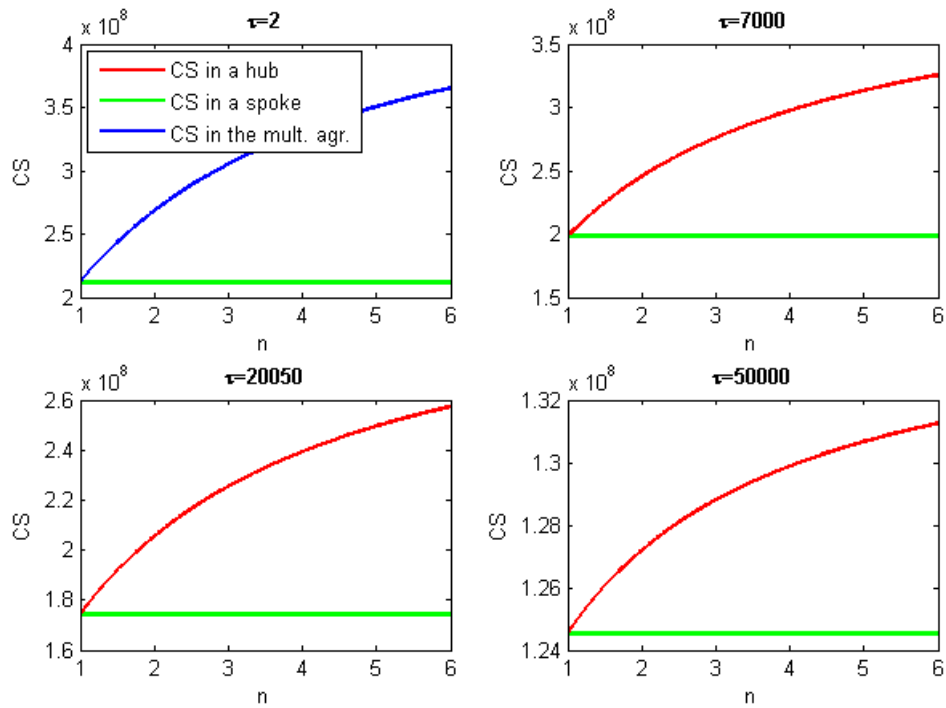 τ=2
x 10^8
4
3.5
3
2.5
2
CS
CS in a hub
CS in a spoke
CS in the mult. agr.
1 2 3 4 5 6
n
τ=7000
x 10^8
3.5
3
2.5
2
1.5
CS
1 2 3 4 5 6
n
τ=20050
x 10^8
2.6
2.4
2.2
2
1.8
1.6
CS
1 2 3 4 5 6
n
τ=50000
x 10^8
1.32
1.3
1.28
1.26
1.24
CS
1 2 3 4 5 6
n